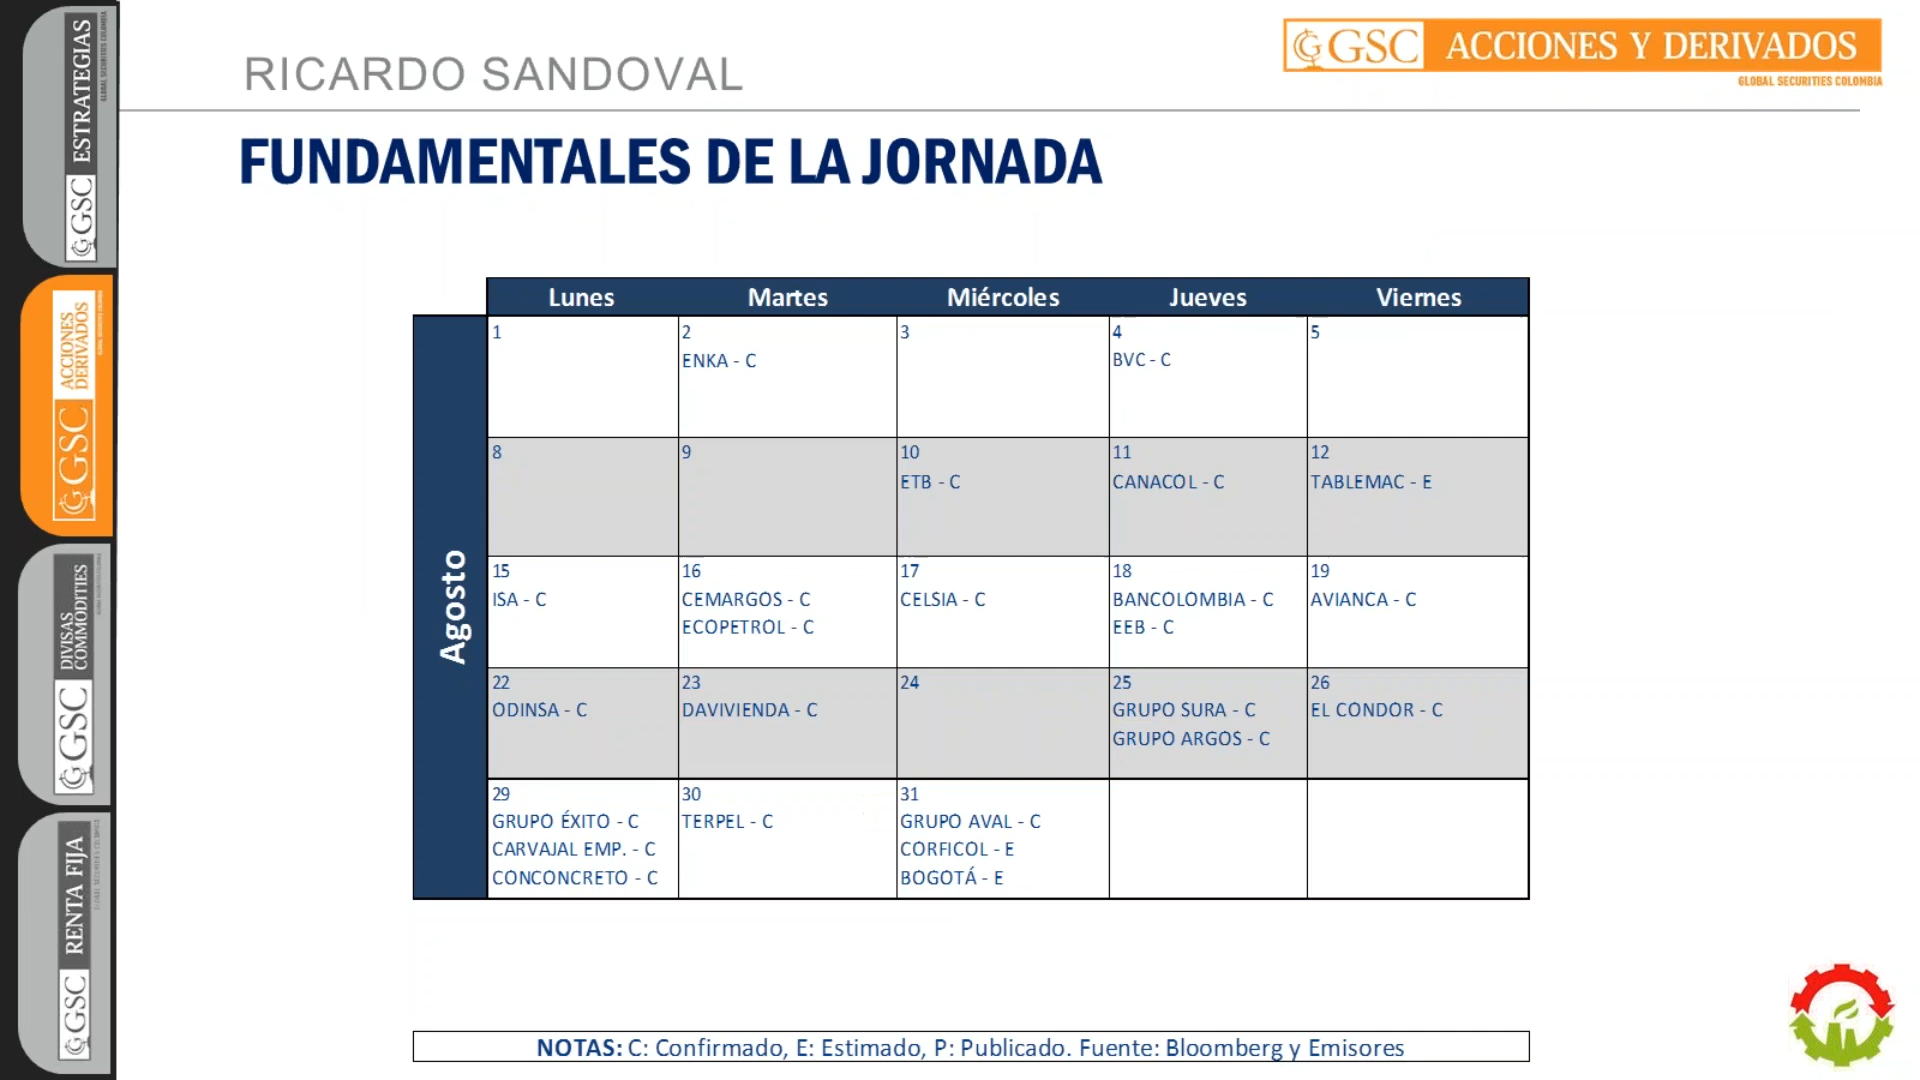 RICARDO SANDOVAL
GSC ACCIONES Y DERIVADOS
GLOBAL SECURITIES COLOMBIA
FUNDAMENTALES DE LA JORNADA
GSC ESTRATEGIAS
GLOBAL SECURITIES COLOMBIA
GSC ACCIONES
DERIVADOS
GSC DIVISAS
COMMODITIES
GSC RENTA FIJA
Agosto
Lunes Martes Miércoles Jueves Viernes
1 2 3 4 5
ENKA - C BVC - C
8 9 10 11 12
ETB - C CANACOL - C TABLEMAC - E
15 16 17 18 19
ISA - C CEMARGOS - C CELSIA - C BANCOLOMBIA - C AVIANCA - C
ECOPETROL - C EEB - C
22 23 24 25 26
ODINSA - C DAVIVIENDA - C GRUPO SURA - C EL CONDOR - C
GRUPO ARGOS - C
29 30 31
GRUPO ÉXITO - C TERPEL - C GRUPO AVAL - C
CARVAJAL EMP. - C CORFICOL - E
CONCONCRETO - C BOGOTÁ - E
NOTAS: C: Confirmado, E: Estimado, P: Publicado. Fuente: Bloomberg y Emisores